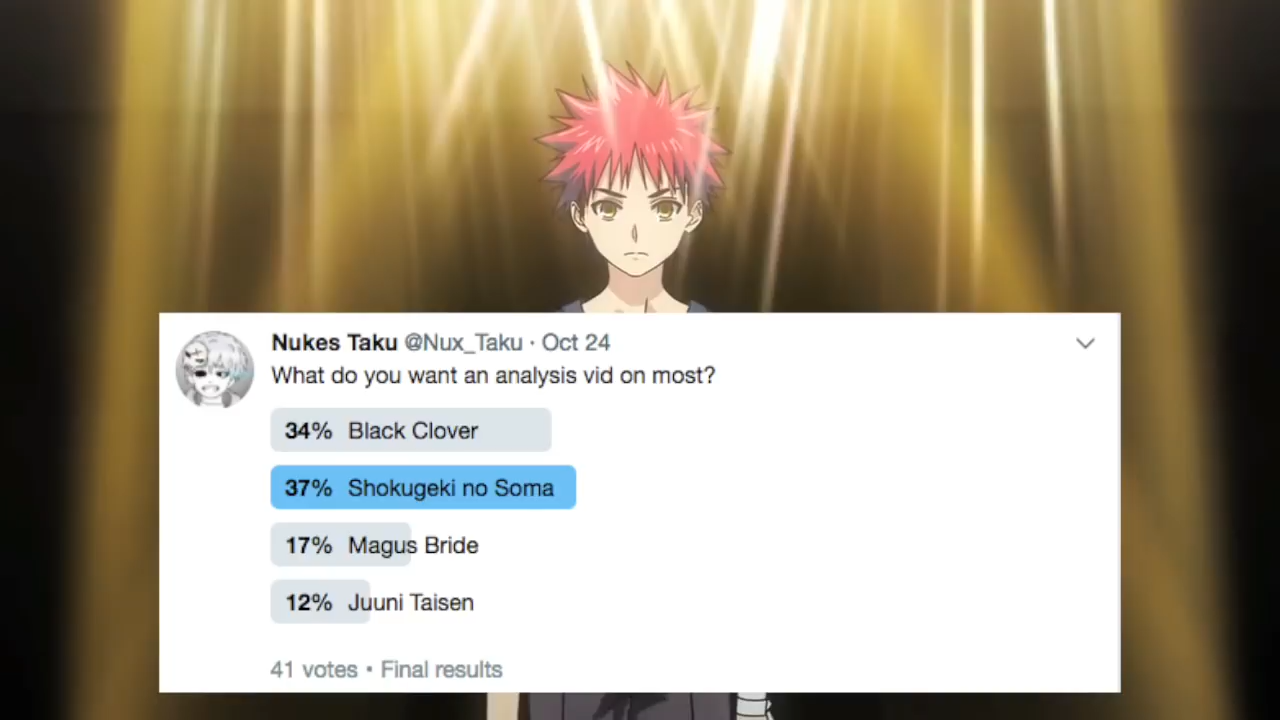 Nukes Taku @Nux_Taku · Oct 24
What do you want an analysis vid on most?
34% Black Clover
37% Shokugeki no Soma
17% Magus Bride
12% Juuni Taisen
41 votes • Final results